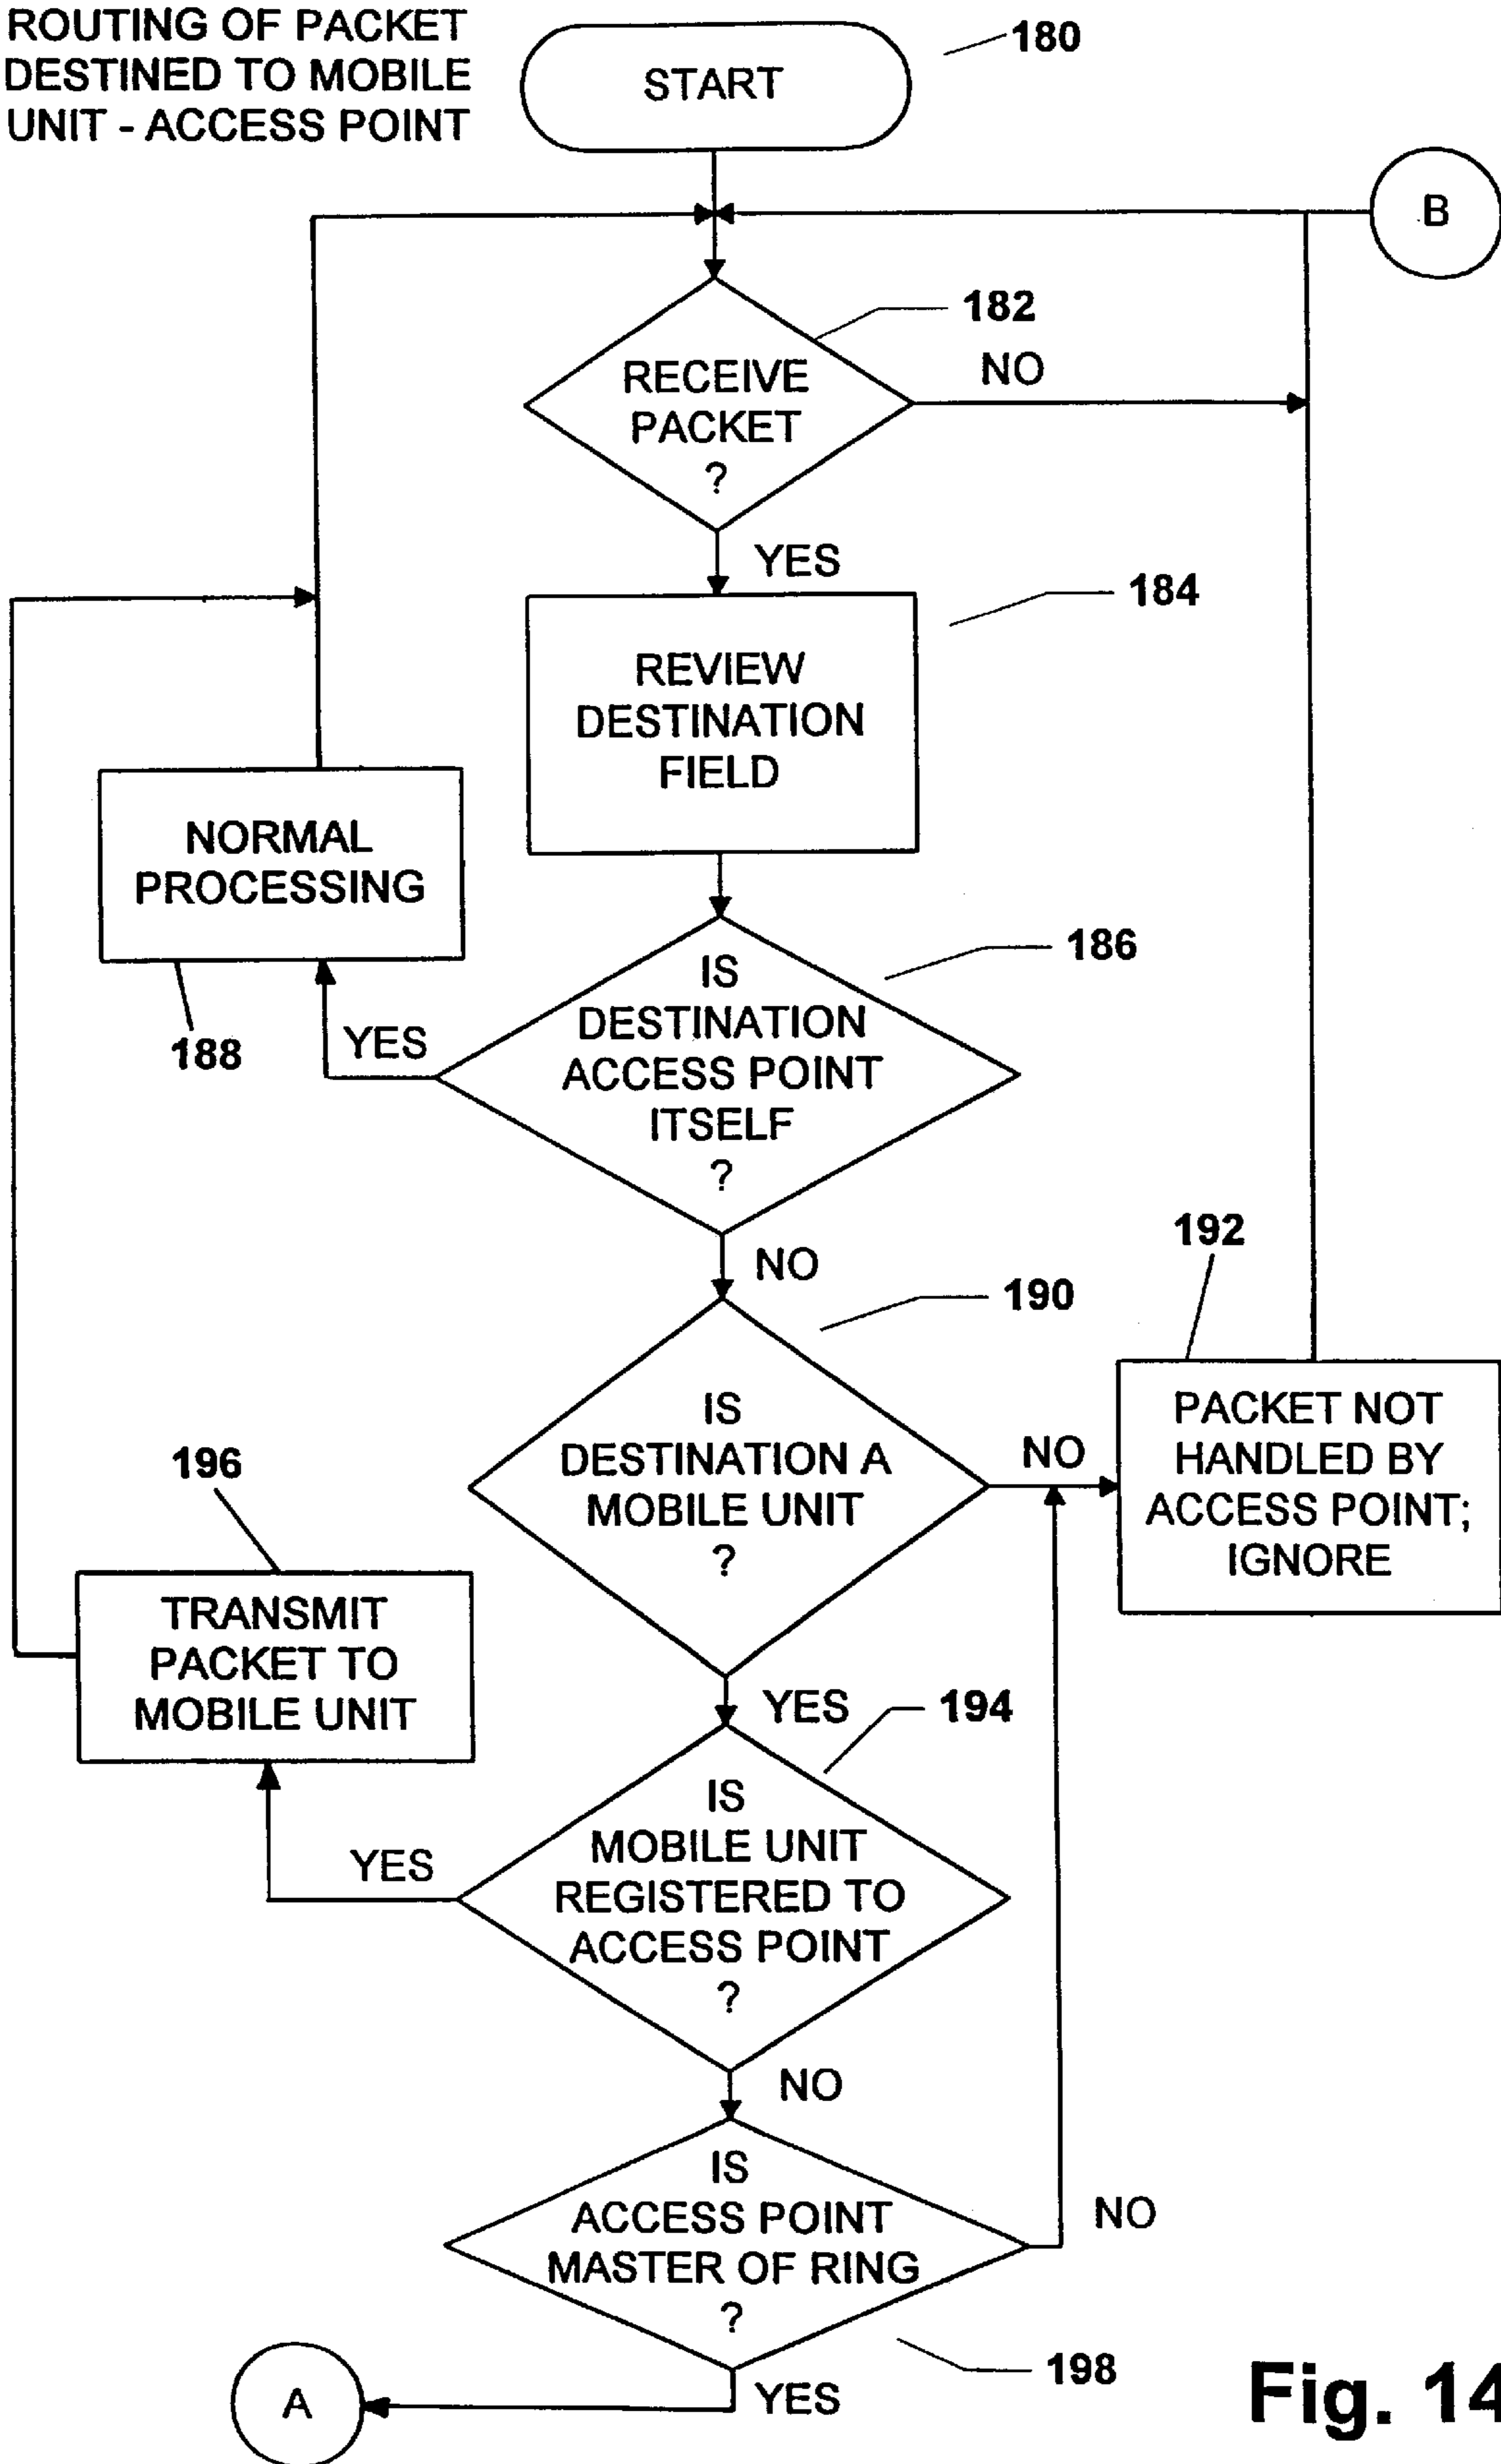 ROUTING OF PACKET
DESTINED TO MOBILE
UNIT - ACCESS POINT
START
180
B
182
RECEIVE
PACKET
?
NO
YES
184
REVIEW
DESTINATION
FIELD
NORMAL
PROCESSING
188
186
IS
DESTINATION
ACCESS POINT
ITSELF
?
YES
NO
190
192
IS
DESTINATION A
MOBILE UNIT
?
NO
PACKET NOT
HANDLED BY
ACCESS POINT;
IGNORE
196
TRANSMIT
PACKET TO
MOBILE UNIT
YES
194
IS
MOBILE UNIT
REGISTERED TO
ACCESS POINT
?
YES
NO
IS
ACCESS POINT
MASTER OF RING
?
NO
198
YES
A
Fig. 14